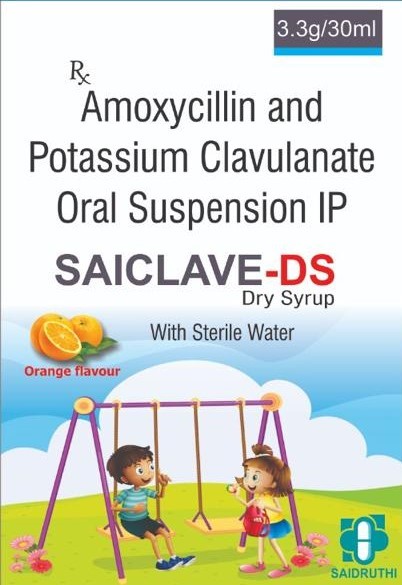 3.3g/30ml
Rx
Amoxycillin and
Potassium Clavulanate
Oral Suspension IP
SAICLAVE-DS
Dry Syrup
With Sterile Water
Orange flavour
SAIDRUTHI